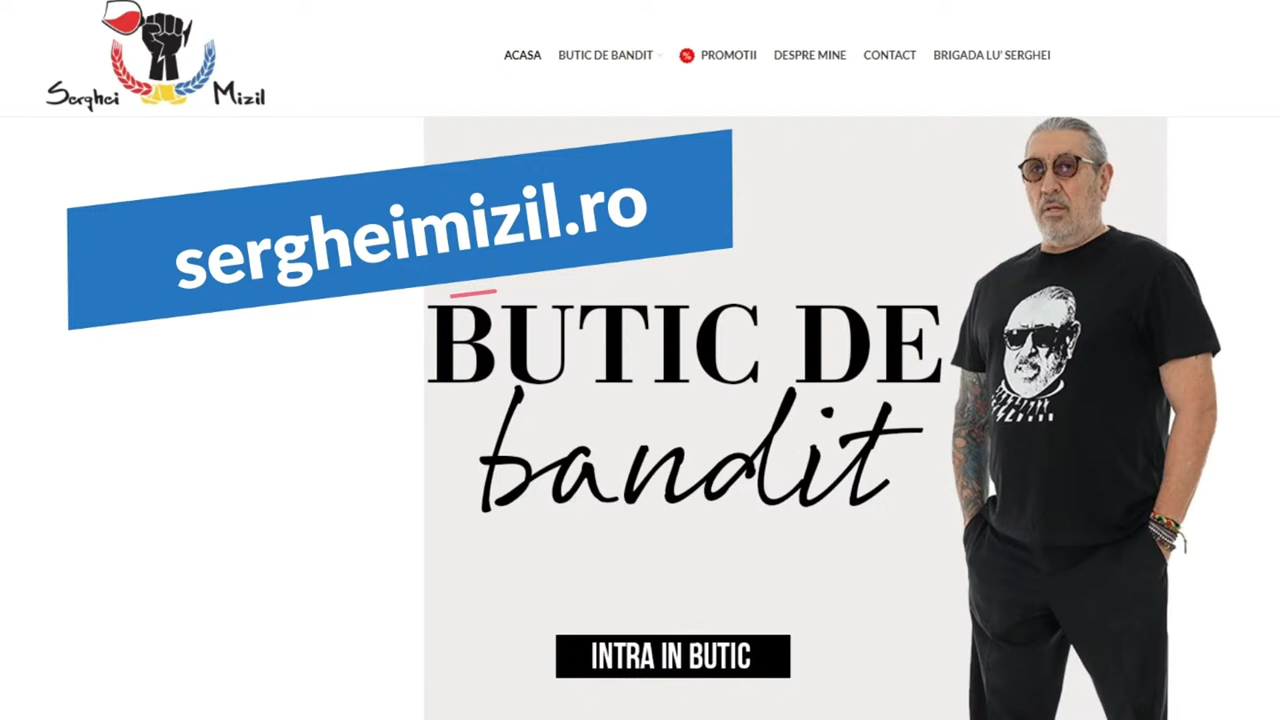 Serghei Mizil
ACASA
BUTIC DE BANDIT
% PROMOTII
DESPRE MINE
CONTACT
BRIGADA LU' SERGHEI
sergheimizil.ro
BUTIC DE
bandit
INTRA IN BUTIC